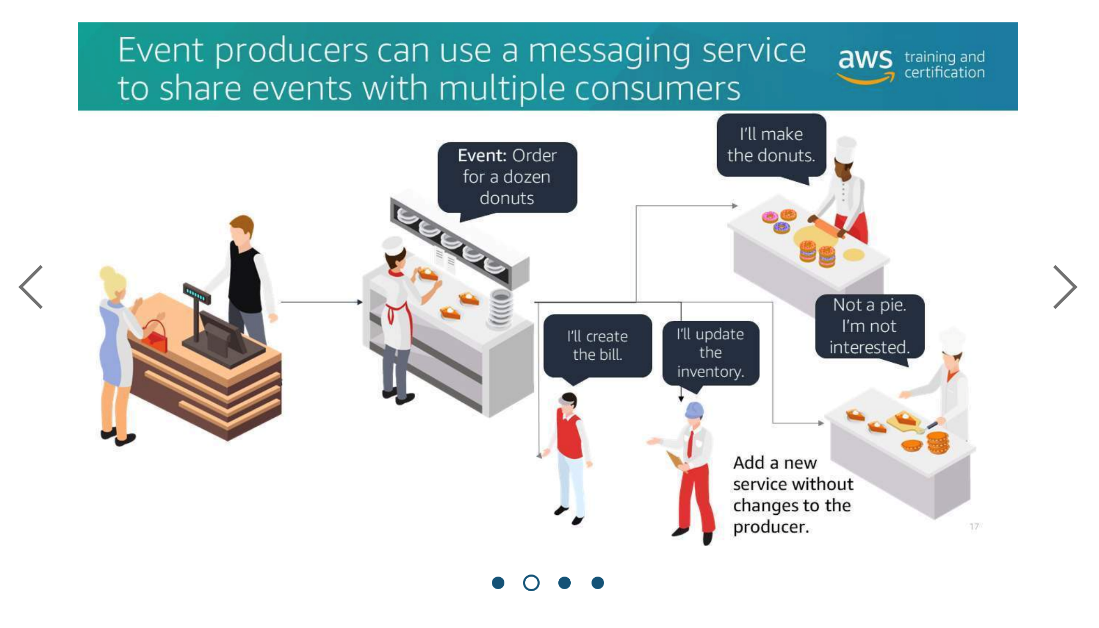 Event producers can use a messaging service
to share events with multiple consumers
aws training and
certification
Event: Order
for a dozen
donuts
I'll make
the donuts.
I'll create
the bill.
I'll update
the
inventory.
Not a pie.
I'm not
interested.
Add a new
service without
changes to the
producer.
17